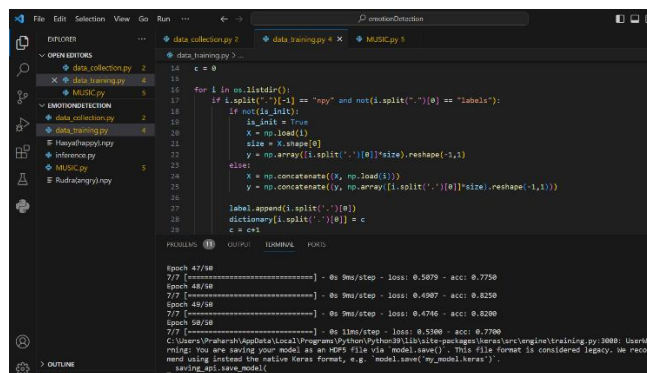 File Edit Selection View Go Run ... emotionDetection
EXPLORER ...
OPEN EDITORS
data_collection.py 2
data_training.py 4
MUSIC.py 5
EMOTIONDETECTION
data_collection.py 2
data_training.py 4
Hasya(happy).npy
inference.py
MUSIC.py 5
Rudra(angry).npy
OUTLINE
data_collection.py 2 data_training.py 4 MUSIC.py 5
data_training.py > ...
14 c = 0
15
16 for i in os.listdir():
17 if i.split(".")[-1] == "npy" and not(i.split(".")[0] == "labels"):
18 if not(is_init):
19 is_init = True
20 X = np.load(i)
21 size = X.shape[0]
22 y = np.array([i.split('.')[0]]*size).reshape(-1,1)
23 else:
24 X = np.concatenate((X, np.load(i)))
25 y = np.concatenate((y, np.array([i.split('.')[0]]*size).reshape(-1,1)))
26
27 label.append(i.split('.')[0])
28 dictionary[i.split('.')[0]] = c
29 c = c+1
PROBLEMS 11 OUTPUT TERMINAL PORTS
Epoch 47/50
7/7 [==============================] - 0s 9ms/step - loss: 0.5079 - acc: 0.7750
Epoch 48/50
7/7 [==============================] - 0s 9ms/step - loss: 0.4907 - acc: 0.8250
Epoch 49/50
7/7 [==============================] - 0s 9ms/step - loss: 0.4746 - acc: 0.8200
Epoch 50/50
7/7 [==============================] - 0s 11ms/step - loss: 0.5300 - acc: 0.7700
C:\Users\Praharsh\AppData\Local\Programs\Python\Python39\lib\site-packages\keras\src\engine\training.py:3000: UserWa
rning: You are saving your model as an HDF5 file via `model.save()`. This file format is considered legacy. We recom
mend using instead the native Keras format, e.g. `model.save('my_model.keras')`.
saving_api.save_model(